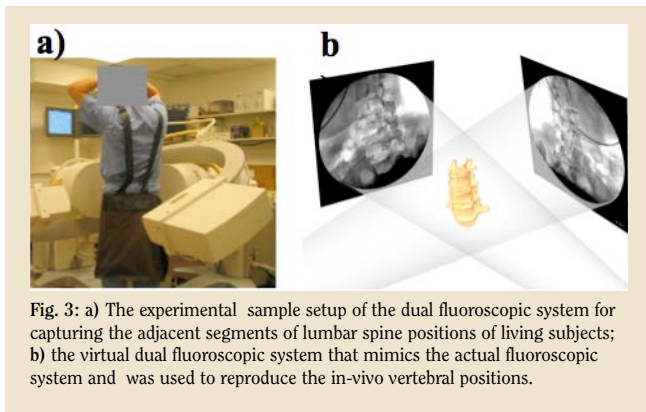 a)
b
Fig. 3: a) The experimental sample setup of the dual fluoroscopic system for
capturing the adjacent segments of lumbar spine positions of living subjects;
b) the virtual dual fluoroscopic system that mimics the actual fluoroscopic
system and was used to reproduce the in-vivo vertebral positions.